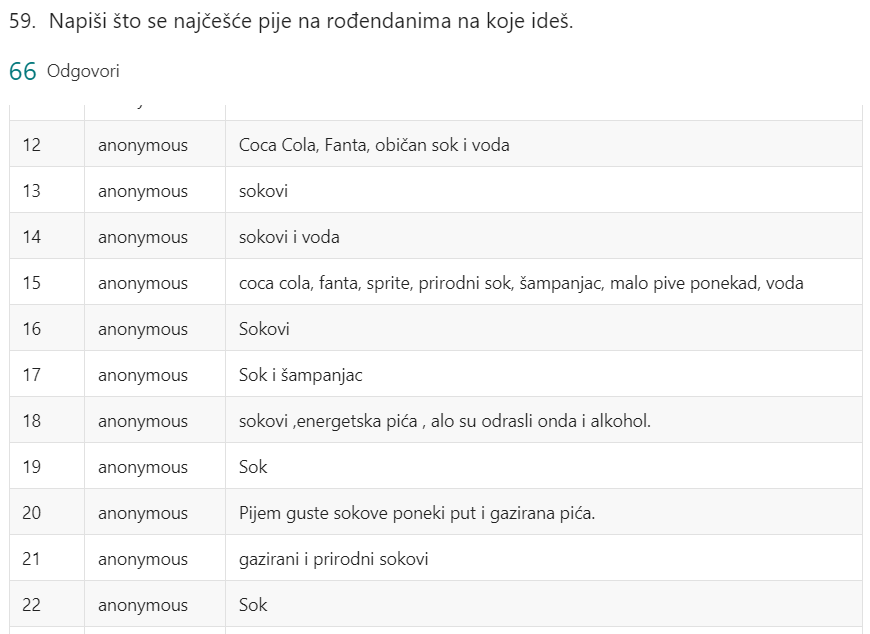 59. Napiši što se najčešće pije na rođendanima na koje ideš.
66 Odgovori
12 anonymous Coca Cola, Fanta, običan sok i voda
13 anonymous sokovi
14 anonymous sokovi i voda
15 anonymous coca cola, fanta, sprite, prirodni sok, šampanjac, malo pive ponekad, voda
16 anonymous Sokovi
17 anonymous Sok i šampanjac
18 anonymous sokovi ,energetska pića , alo su odrasli onda i alkohol.
19 anonymous Sok
20 anonymous Pijem guste sokove poneki put i gazirana pića.
21 anonymous gazirani i prirodni sokovi
22 anonymous Sok